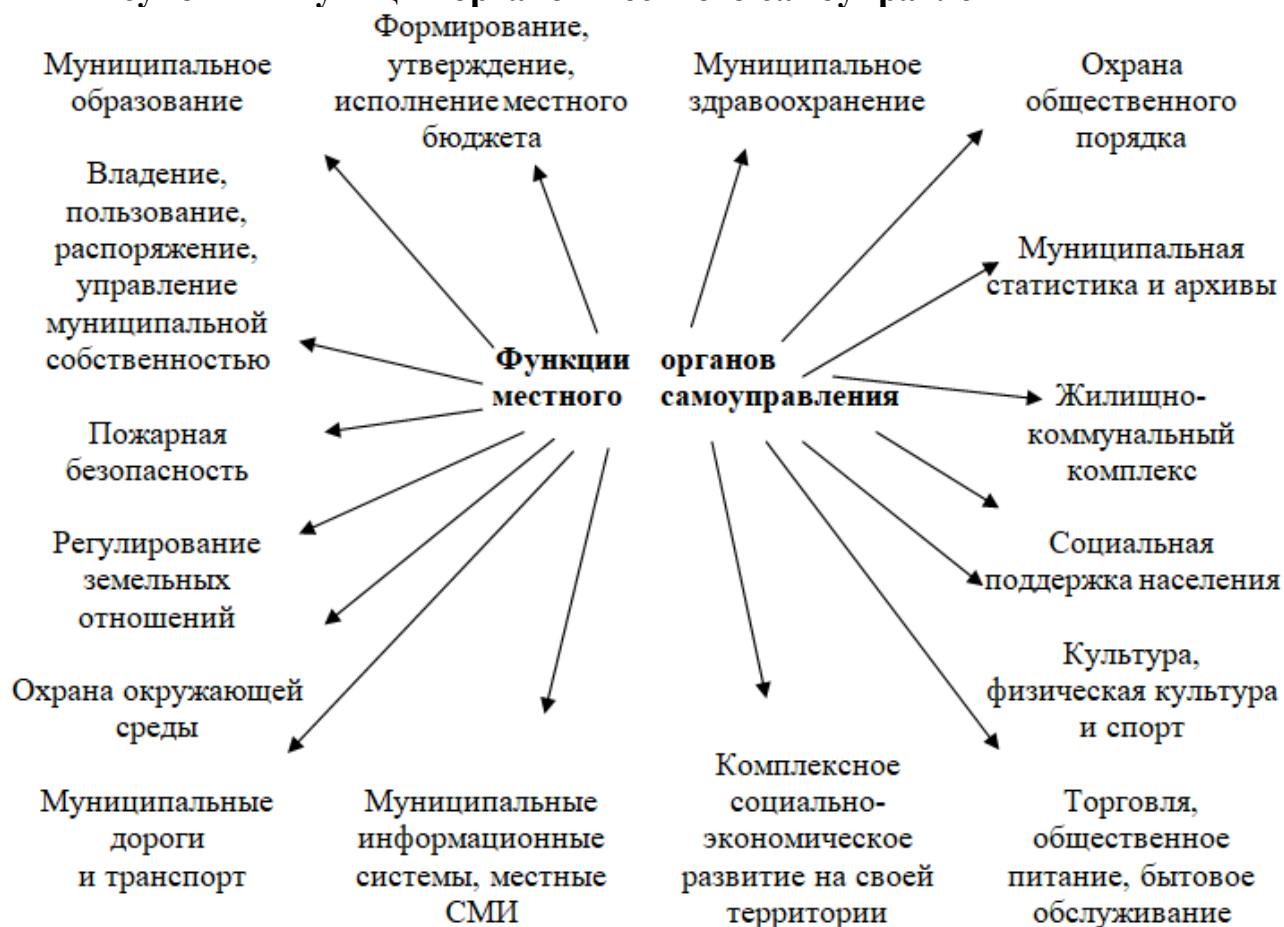 Муниципальное
образование
Формирование,
утверждение,
исполнение местного
бюджета
Муниципальное
здравоохранение
Охрана
общественного
порядка
Владение,
пользование,
распоряжение,
управление
муниципальной
собственностью
Муниципальная
статистика и архивы
Функции органов
местного самоуправления
Жилищно-
коммунальный
комплекс
Пожарная
безопасность
Регулирование
земельных
отношений
Социальная
поддержка населения
Охрана окружающей
среды
Культура,
физическая культура
и спорт
Муниципальные
дороги
и транспорт
Муниципальные
информационные
системы, местные
СМИ
Комплексное
социально-
экономическое
развитие на своей
территории
Торговля,
общественное
питание, бытовое
обслуживание